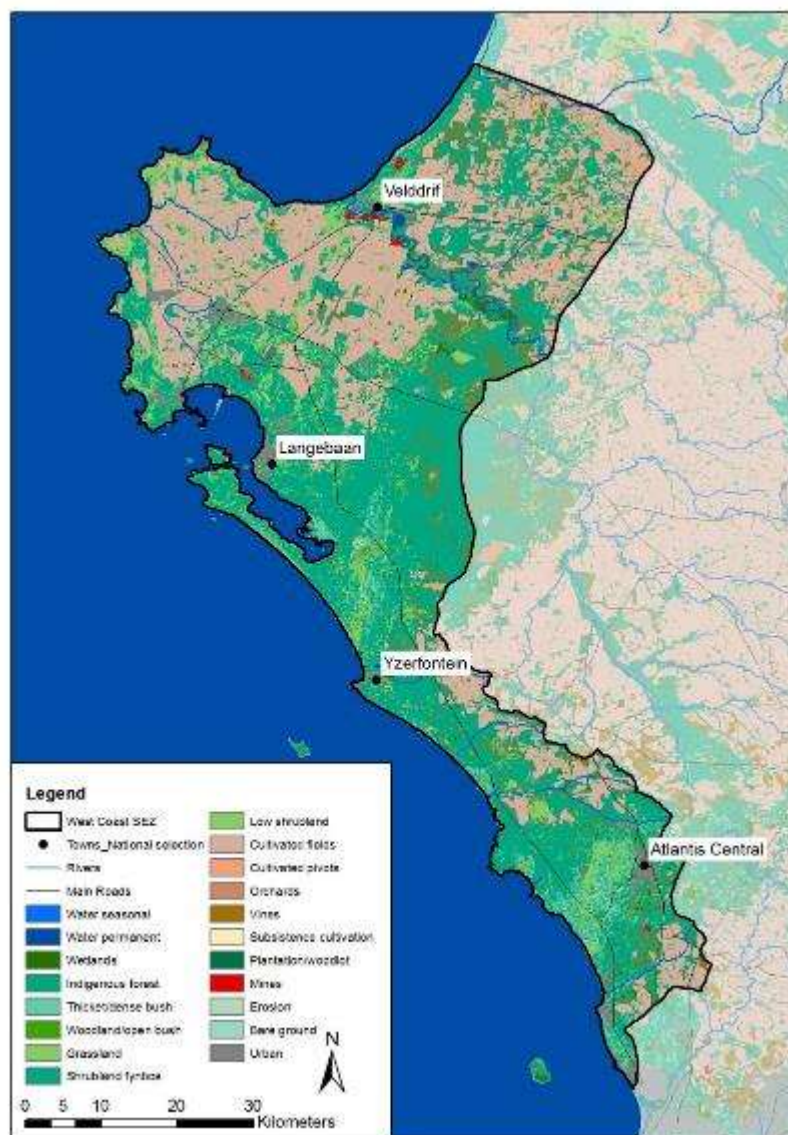 Velddrif
Langebaan
Yzerfontein
Atlantis Central
Legend
West Coast SEZ
Towns_National selection
Rivers
Main Roads
Water seasonal
Water permanent
Wetlands
Indigenous forest
Thicket/dense bush
Woodland/open bush
Grassland
Shrubland fynbos
Low shrubland
Cultivated fields
Cultivated pivots
Orchards
Vines
Subsistence cultivation
Plantation/woodlot
Mines
Erosion
Bare ground
Urban
N
0 5 10 20 30
Kilometers